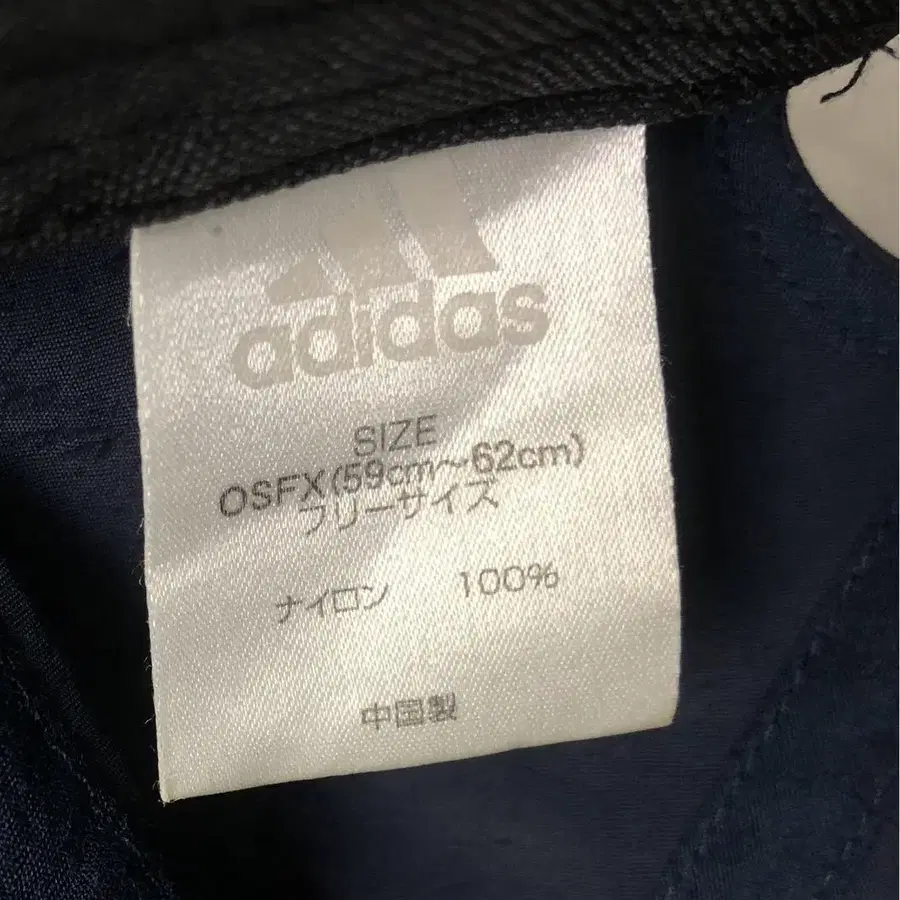 adidas
SIZE
OSFX(59cm〜62cm)
フリーサイズ
ナイロン 100%
中国製